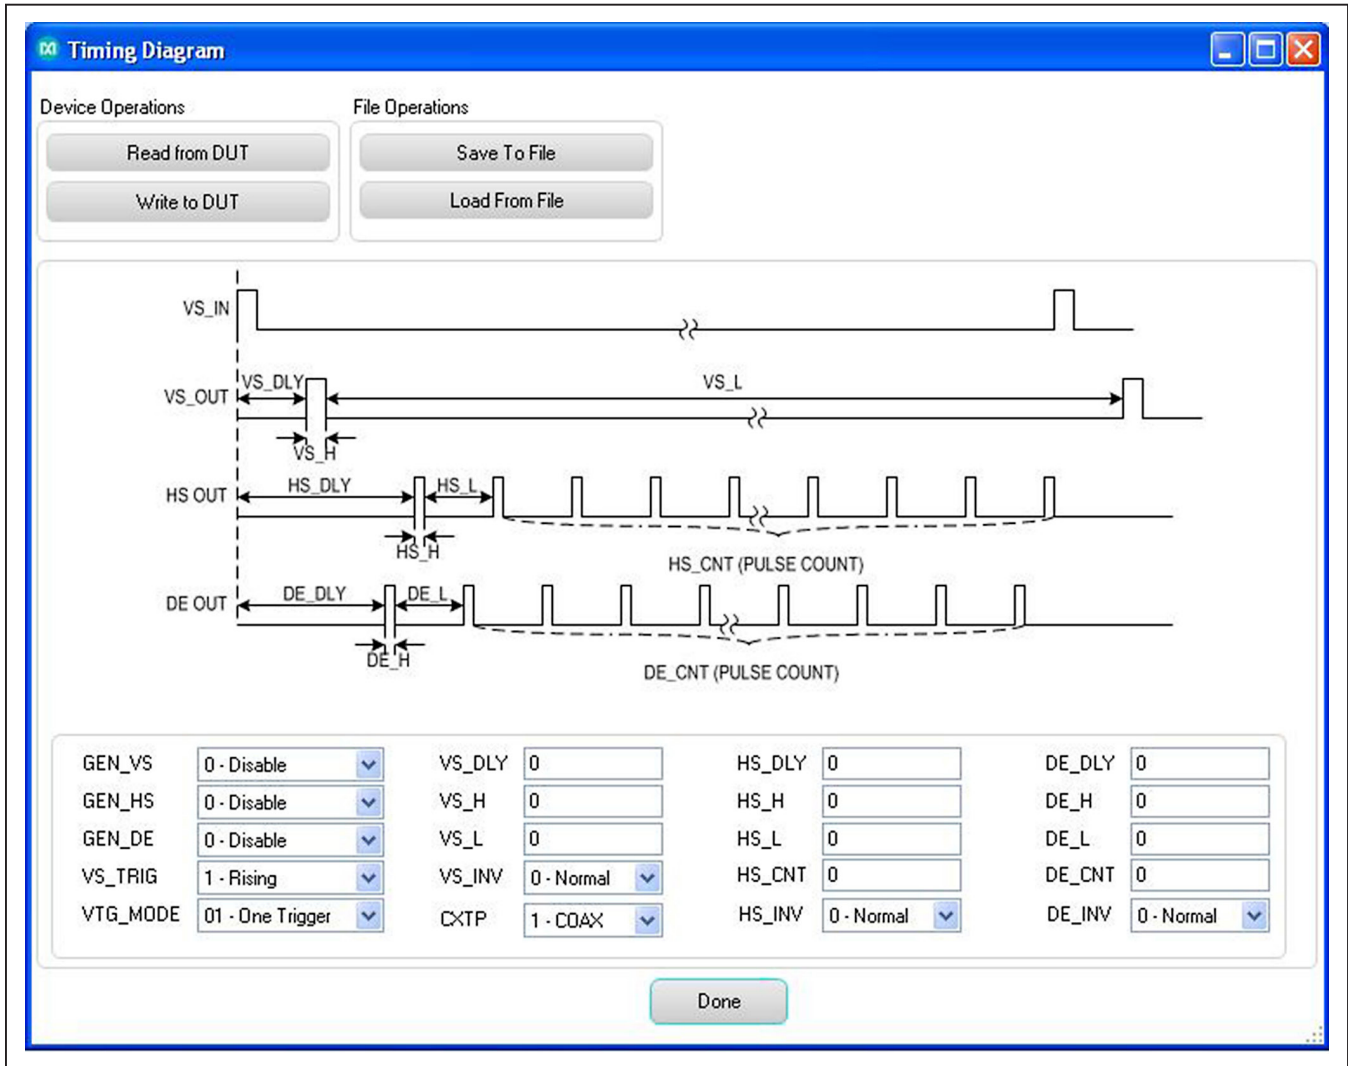 Timing Diagram
Device Operations
File Operations
Read from DUT
Save To File
Write to DUT
Load From File
VS_IN
VS_DLY
VS_L
VS_OUT
VS_H
HS_DLY
HS_L
HS OUT
HS_H
HS_CNT (PULSE COUNT)
DE_DLY
DE_L
DE OUT
DE_H
DE_CNT (PULSE COUNT)
GEN_VS 0 - Disable VS_DLY 0 HS_DLY 0 DE_DLY 0
GEN_HS 0 - Disable VS_H 0 HS_H 0 DE_H 0
GEN_DE 0 - Disable VS_L 0 HS_L 0 DE_L 0
VS_TRIG 1 - Rising VS_INV 0 - Normal HS_CNT 0 DE_CNT 0
VTG_MODE 01 - One Trigger CXTP 1 - COAX HS_INV 0 - Normal DE_INV 0 - Normal
Done